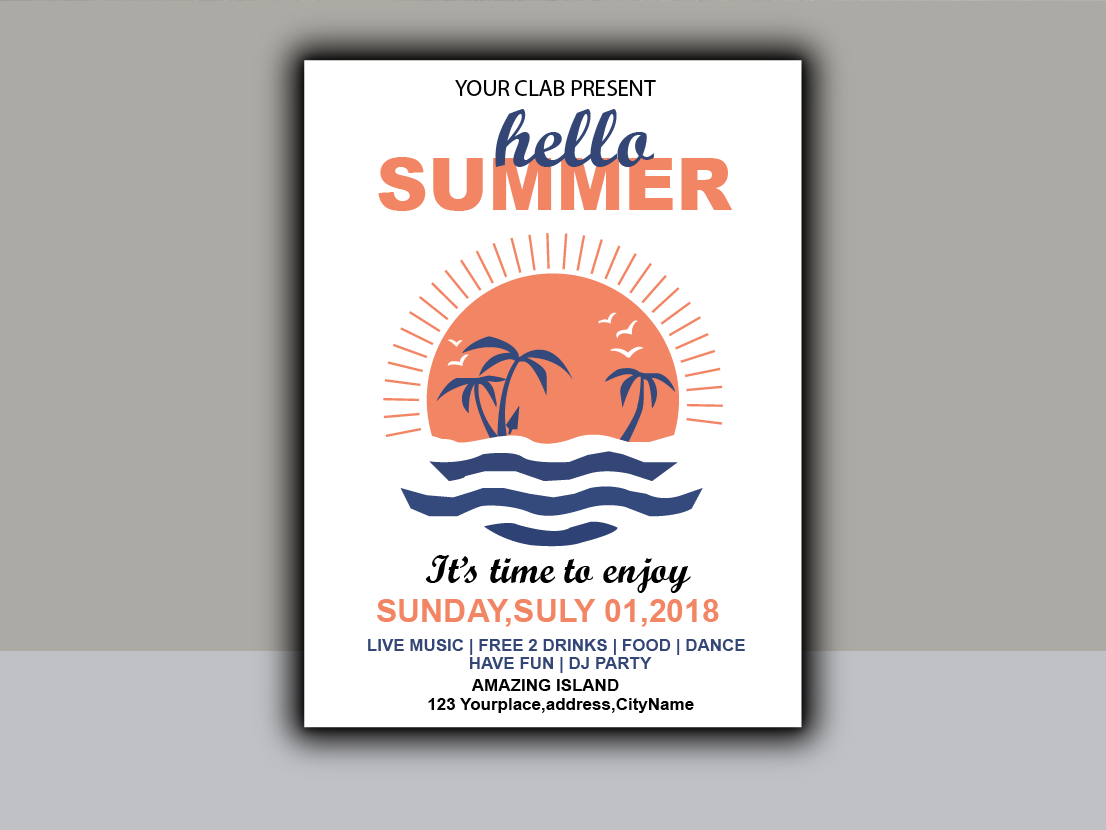 YOUR CLAB PRESENT
hello
SUMMER
It's time to enjoy
SUNDAY,SULY 01,2018
LIVE MUSIC | FREE 2 DRINKS | FOOD | DANCE
HAVE FUN | DJ PARTY
AMAZING ISLAND
123 Yourplace,address,CityName